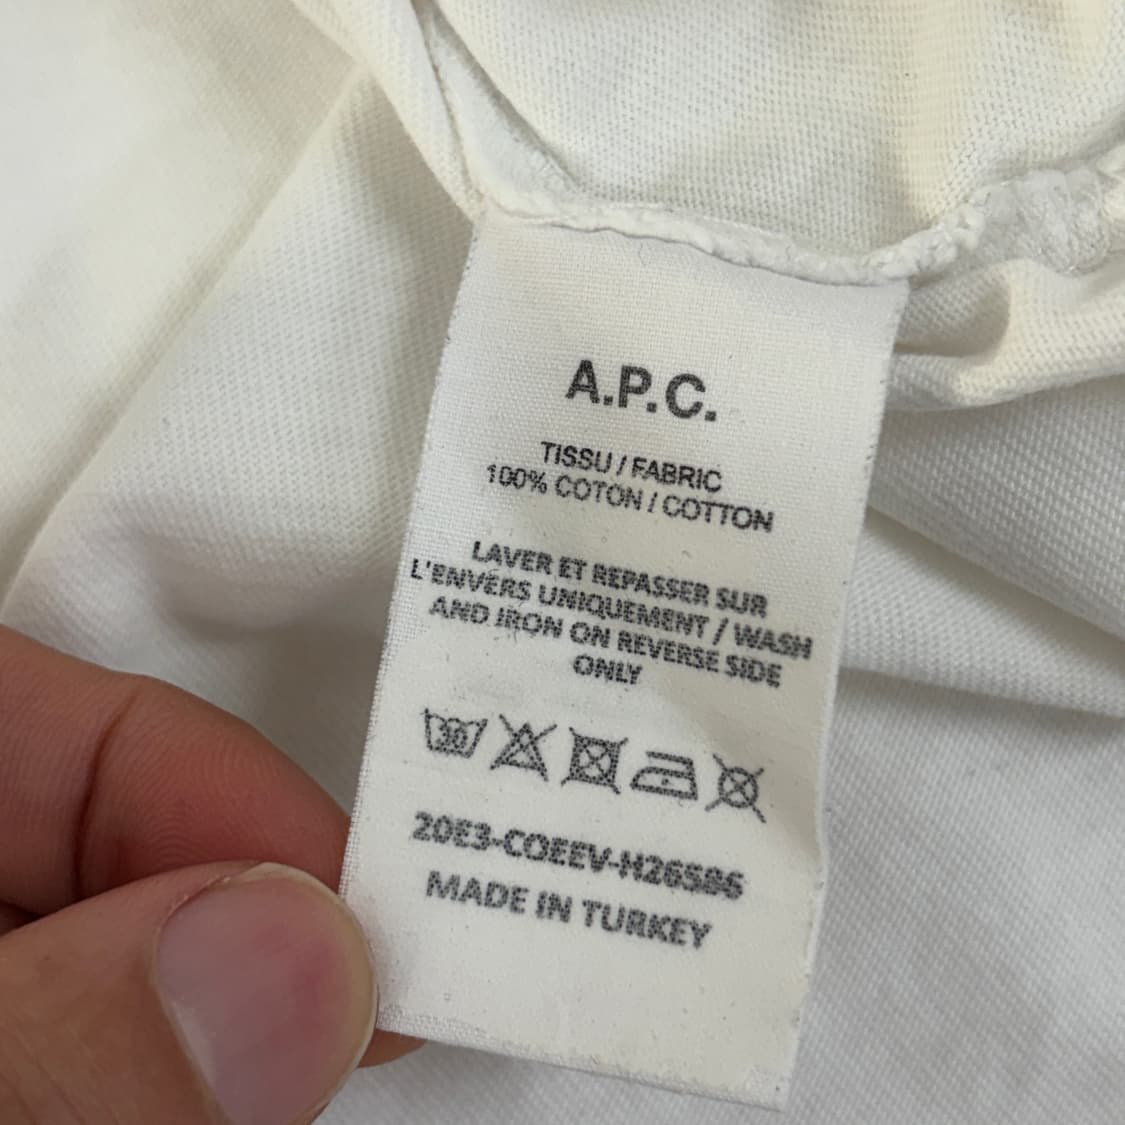 A.P.C.
TISSU / FABRIC
100% COTON / COTTON
LAVER ET REPASSER SUR
L'ENVERS UNIQUEMENT / WASH
AND IRON ON REVERSE SIDE
ONLY
30
20E3-COEEV-H26586
MADE IN TURKEY